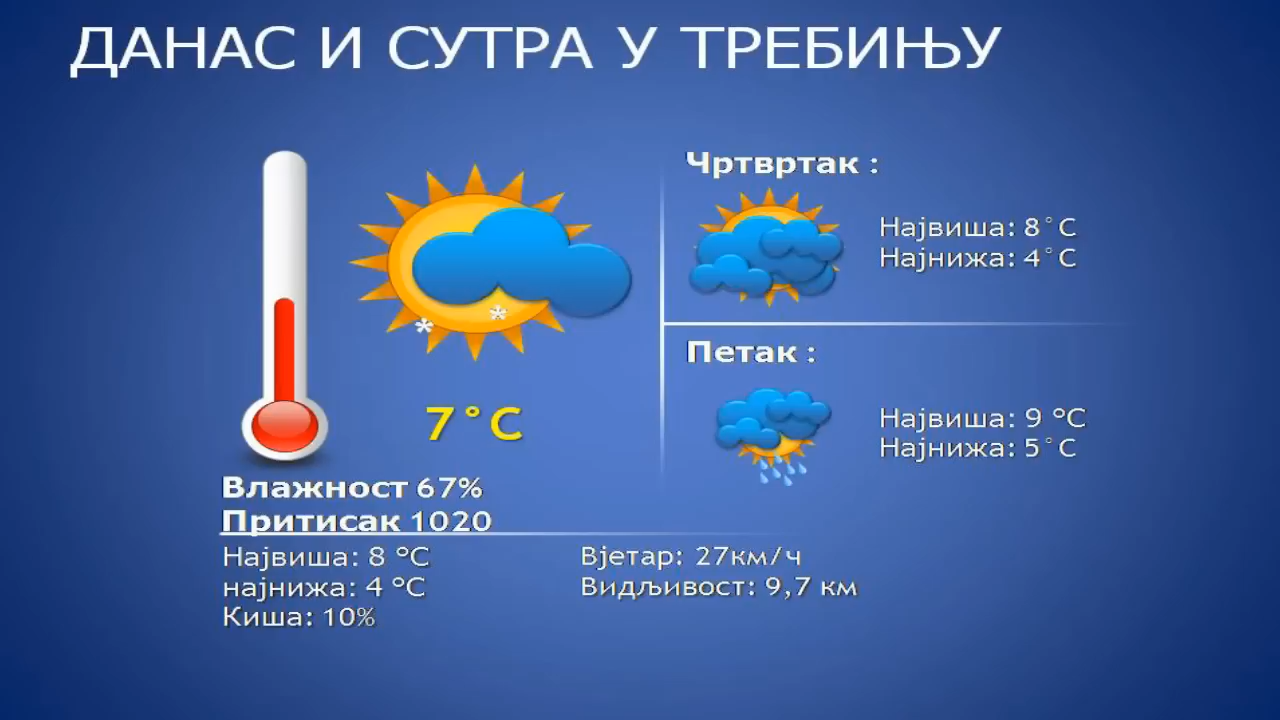 ДАНАС И СУТРА У ТРЕБИЊУ
7°C
Влажност 67%
Притисак 1020
Највиша: 8 °C
најнижа: 4 °C
Киша: 10%
Вјетар: 27км/ч
Видљивост: 9,7 км
Чртвртак :
Највиша: 8°C
Најнижа: 4°C
Петак :
Највиша: 9 °C
Најнижа: 5°C